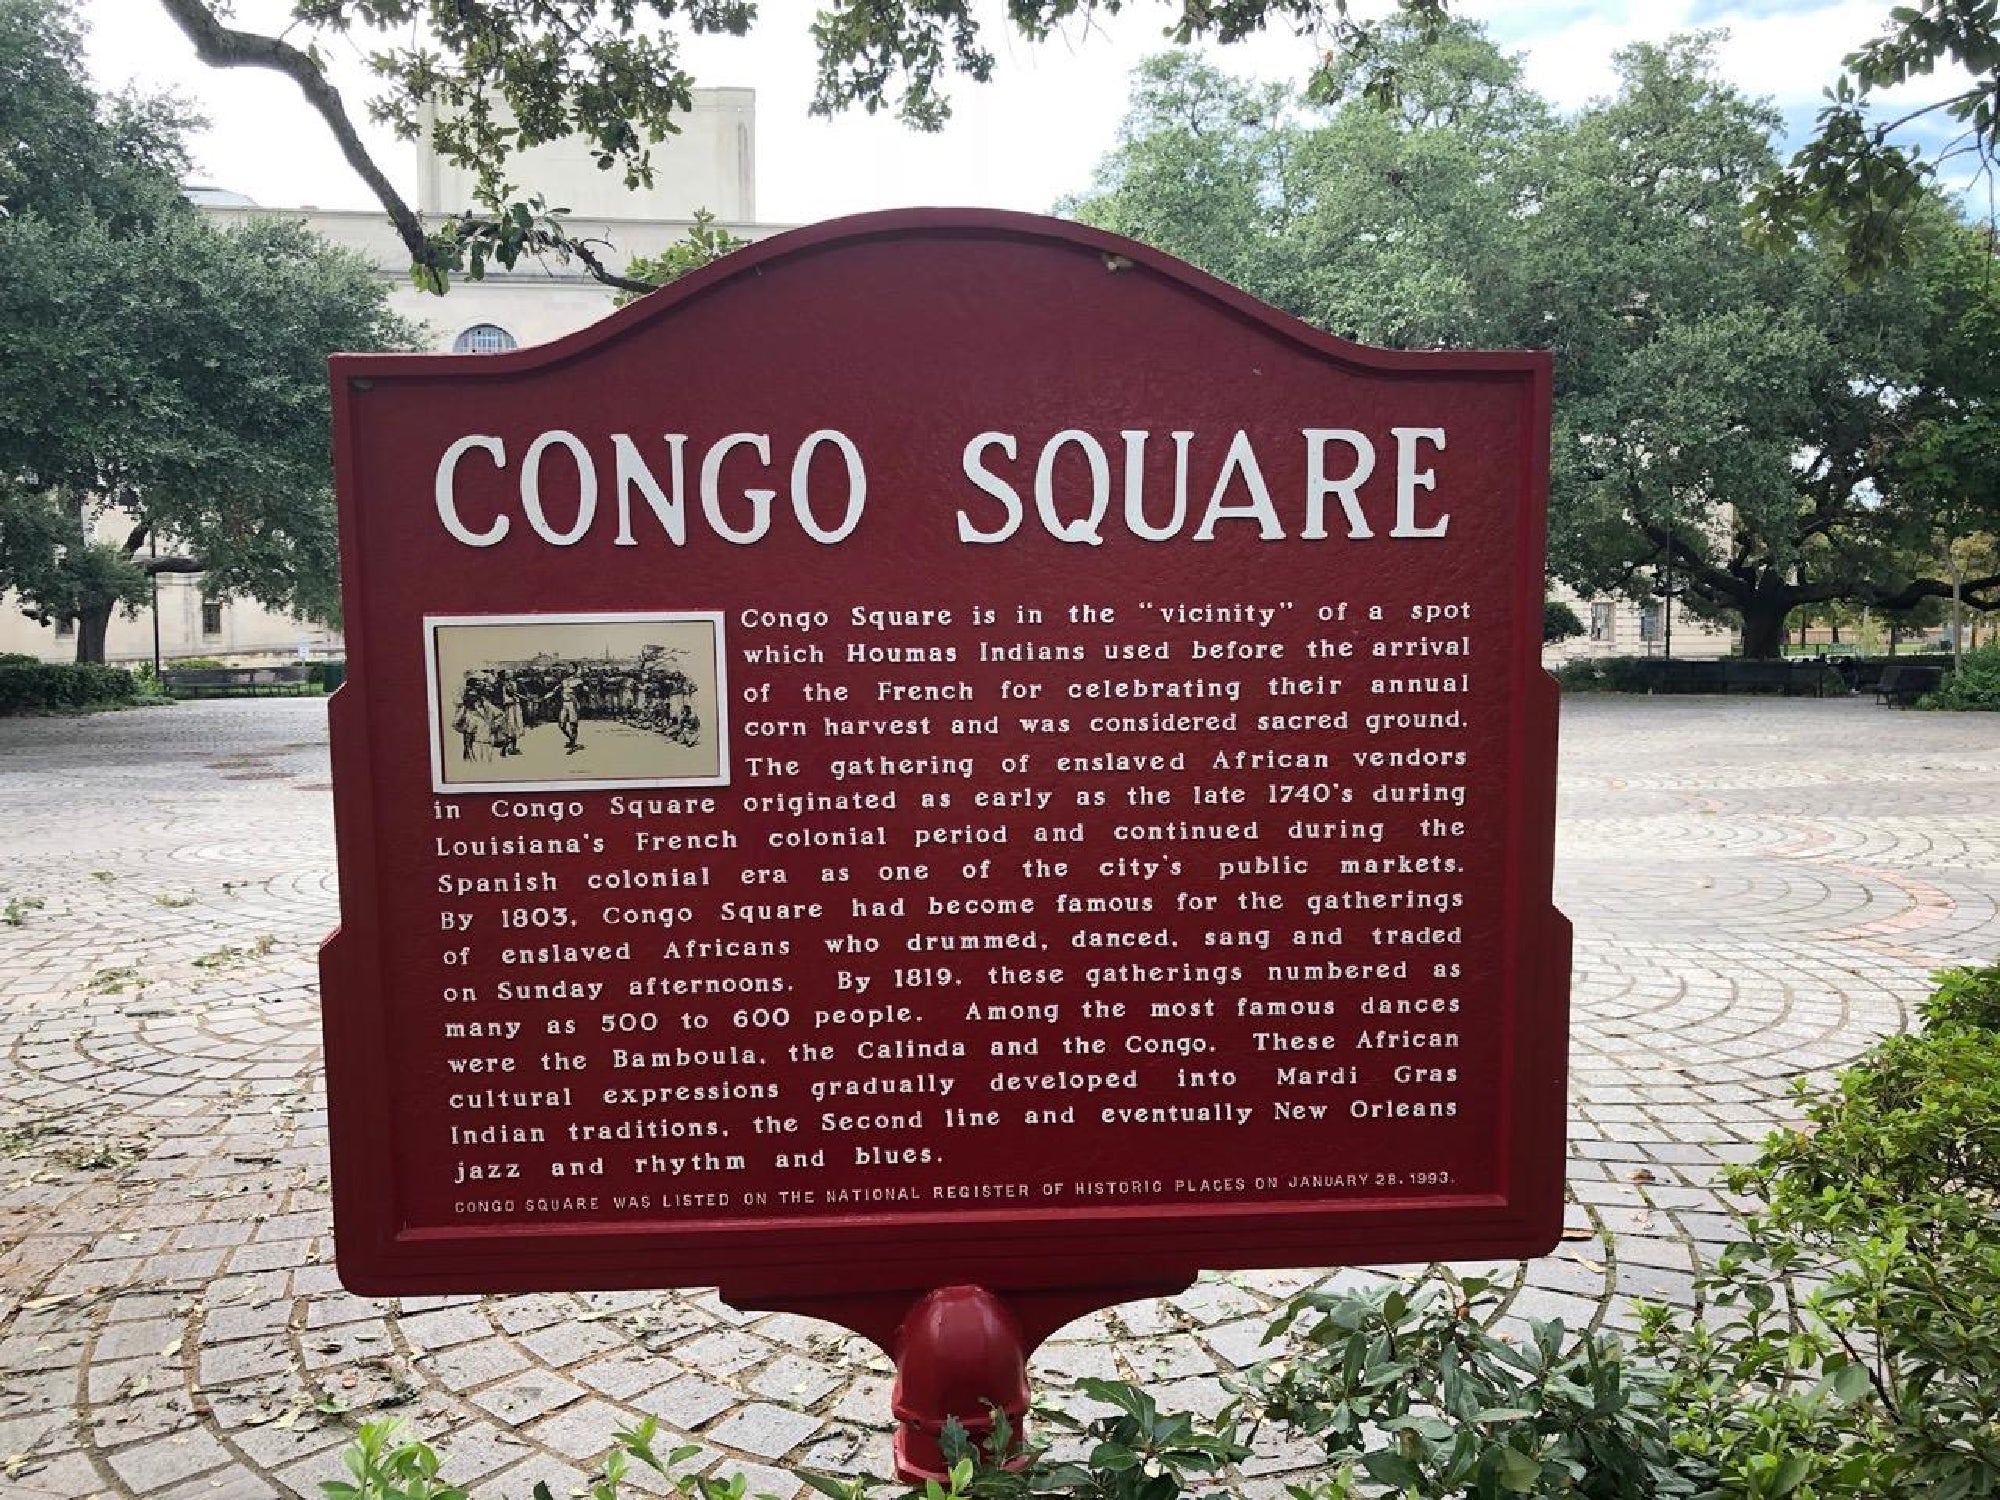 CONGO SQUARE
Congo Square is in the "vicinity" of a spot
which Houmas Indians used before the arrival
of the French for celebrating their annual
corn harvest and was considered sacred ground.
The gathering of enslaved African vendors
in Congo Square originated as early as the late 1740's during
Louisiana's French colonial period and continued during the
Spanish colonial era as one of the city's public markets.
By 1803, Congo Square had become famous for the gatherings
of enslaved Africans who drummed, danced, sang and traded
on Sunday afternoons. By 1819, these gatherings numbered as
many as 500 to 600 people. Among the most famous dances
were the Bamboula, the Calinda and the Congo. These African
cultural expressions gradually developed into Mardi Gras
Indian traditions, the Second line and eventually New Orleans
jazz and rhythm and blues.
CONGO SQUARE WAS LISTED ON THE NATIONAL REGISTER OF HISTORIC PLACES ON JANUARY 28, 1993.